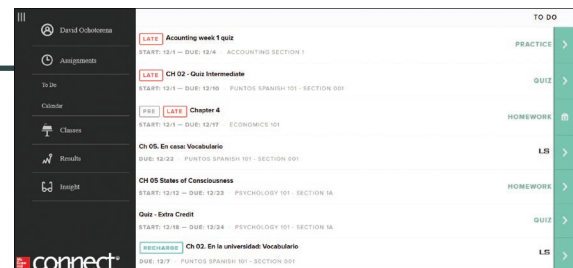 TO DO
David Ochotorena
Assignments
To Do
Calendar
Classes
Results
Insight
connect®
LATE Acounting week 1 quiz
START: 12/1 — DUE: 12/4 · ACCOUNTING SECTION 1
PRACTICE
LATE CH 02 - Quiz Intermediate
START: 12/1 — DUE: 12/10 · PUNTOS SPANISH 101 - SECTION 001
QUIZ
PRE LATE Chapter 4
START: 12/1 — DUE: 12/17 · ECONOMICS 101
HOMEWORK
Ch 05. En casa: Vocabulario
DUE: 12/22 · PUNTOS SPANISH 101 - SECTION 001
LS
CH 05 States of Consciousness
START: 12/12 — DUE: 12/23 · PSYCHOLOGY 101 - SECTION 1A
HOMEWORK
Quiz - Extra Credit
START: 12/18 — DUE: 12/24 · PSYCHOLOGY 101 - SECTION 1A
QUIZ
RECHARGE Ch 02. En la universidad: Vocabulario
DUE: 12/7 · PUNTOS SPANISH 101 - SECTION 001
LS